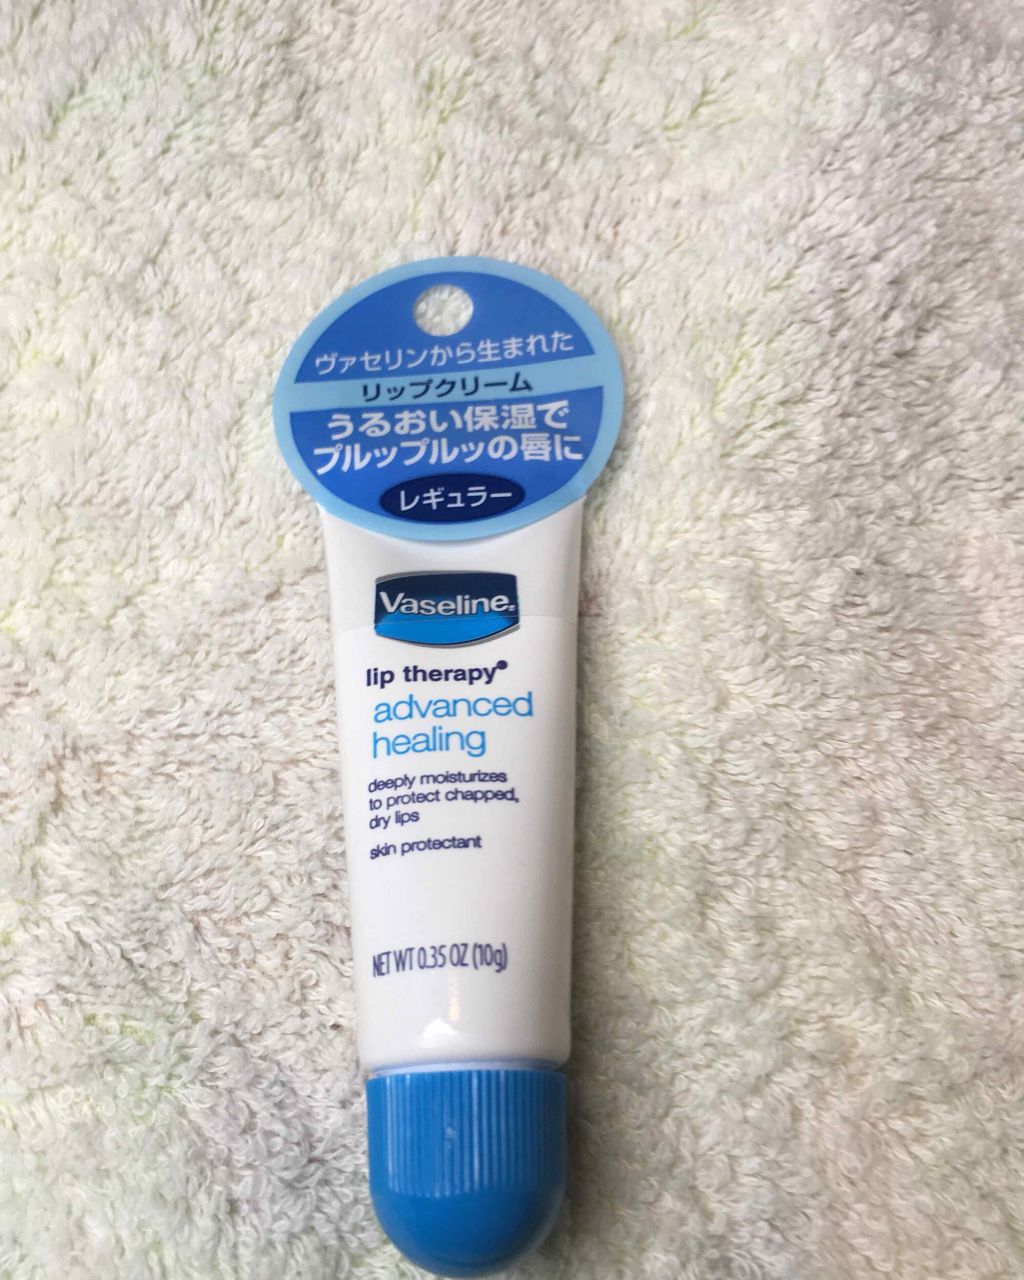 ヴァセリンから生まれた
リップクリーム
うるおい保湿で
プルップルッの唇に
レギュラー
Vaseline®
lip therapy®
advanced
healing
deeply moisturizes
to protect chapped,
dry lips
skin protectant
NET WT 0.35 OZ (10g)